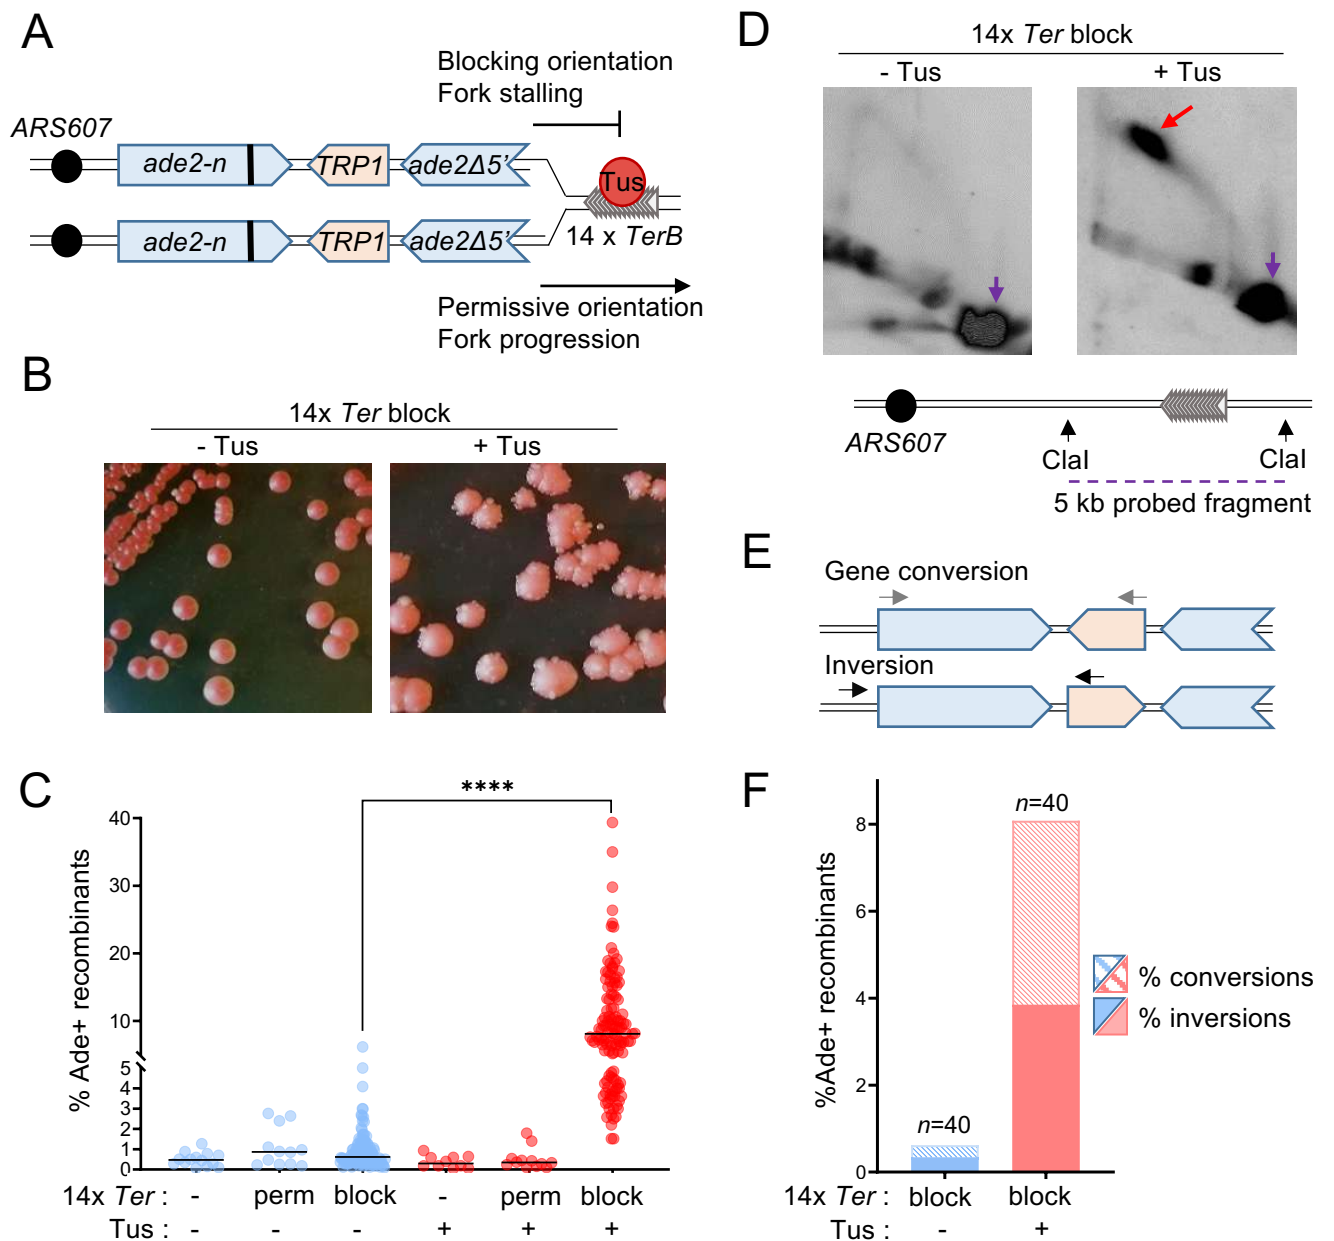 A
Blocking orientation
Fork stalling
ARS607
ade2-n
TRP1
ade2Δ5'
Tus
ade2-n
TRP1
ade2Δ5'
14 x TerB
Permissive orientation
Fork progression
B
14x Ter block
- Tus
+ Tus
C
****
% Ade+ recombinants
40
30
20
10
5
4
3
2
1
0
14x Ter : - perm block - perm block
Tus : - - - + + +
D
14x Ter block
- Tus
+ Tus
ARS607
ClaI
ClaI
5 kb probed fragment
E
Gene conversion
Inversion
F
%Ade+ recombinants
8
6
4
2
0
n=40
n=40
% conversions
% inversions
14x Ter : block block
Tus : - +